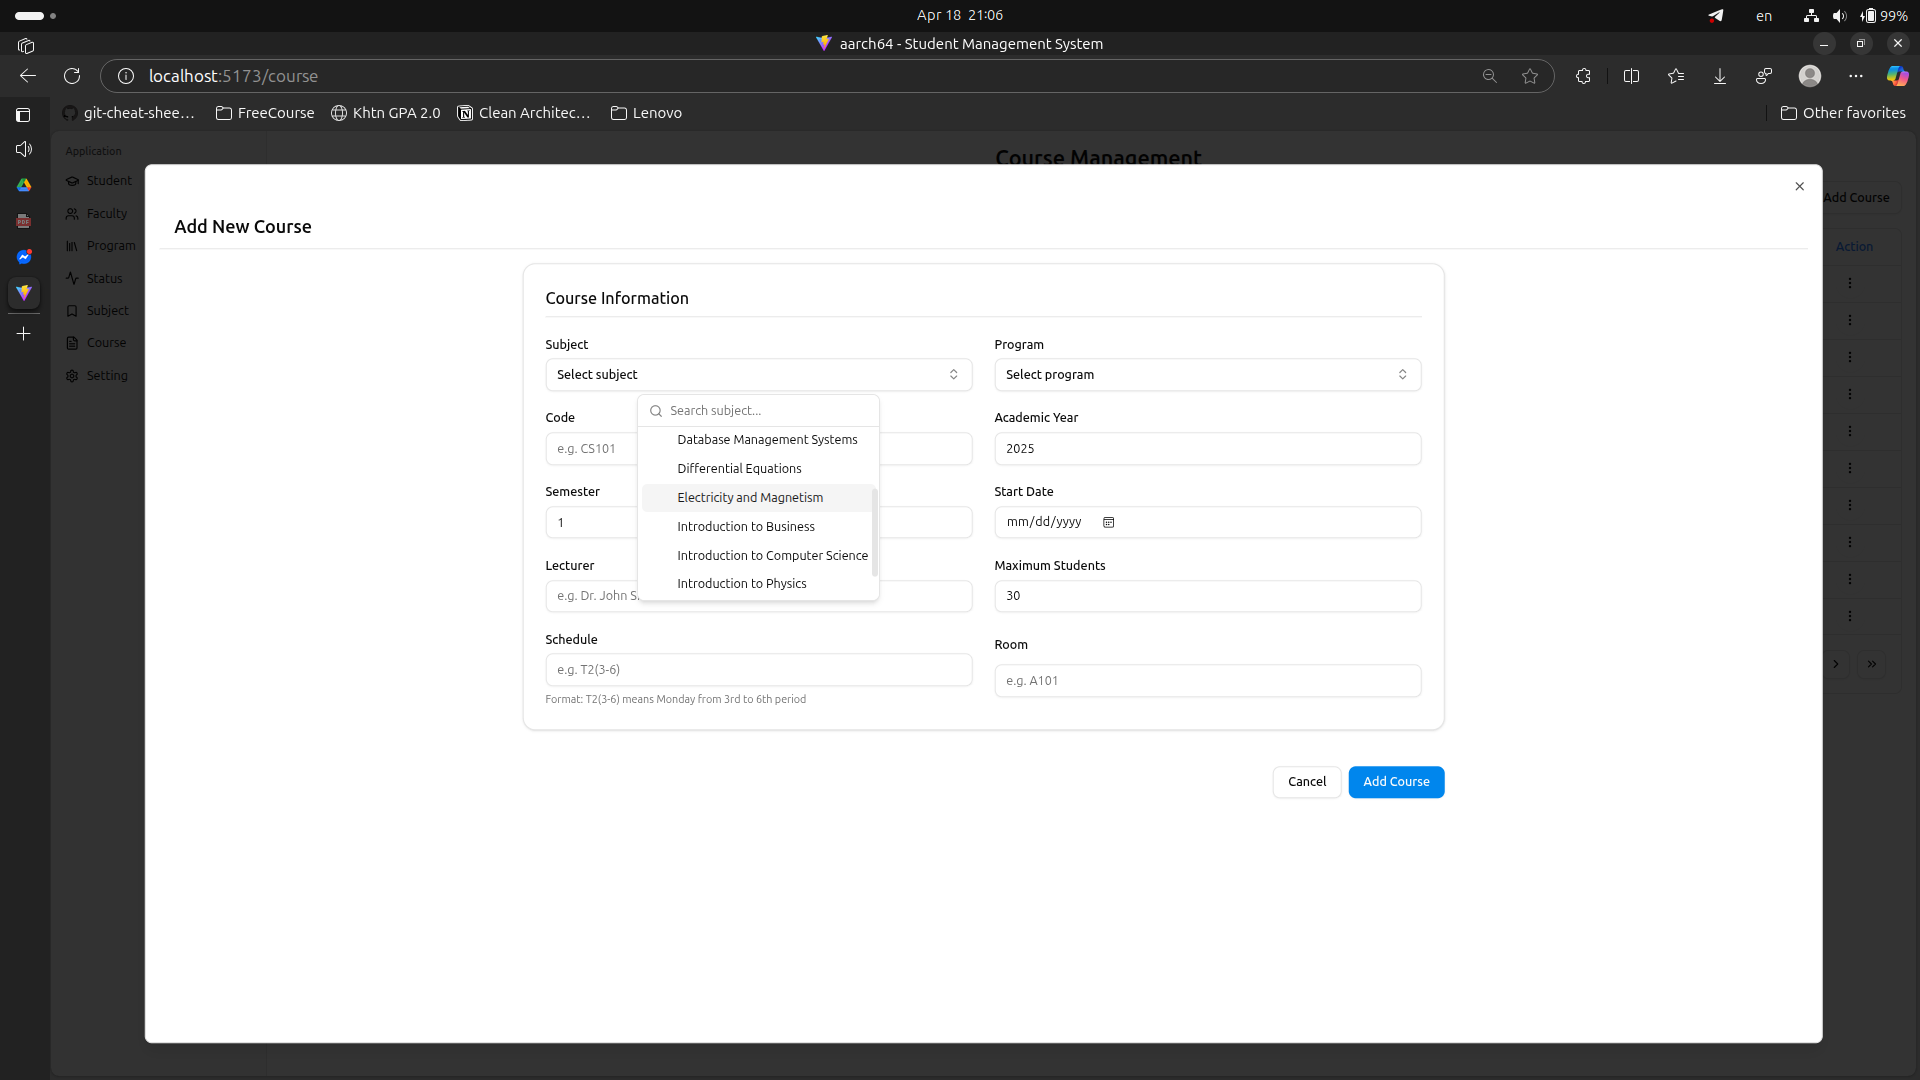 Apr 18 21:06
en
99%
aarch64 - Student Management System
localhost:5173/course
git-cheat-shee...
FreeCourse
Khtn GPA 2.0
Clean Architec...
Lenovo
Other favorites
Application
Student
Faculty
Program
Status
Subject
Course
Setting
Course Management
Add Course
Action
Add New Course
Course Information
Subject
Select subject
Program
Select program
Search subject...
Database Management Systems
Differential Equations
Electricity and Magnetism
Introduction to Business
Introduction to Computer Science
Introduction to Physics
Code
e.g. CS101
Academic Year
2025
Semester
1
Start Date
mm/dd/yyyy
Lecturer
e.g. Dr. John S
Maximum Students
30
Schedule
e.g. T2(3-6)
Format: T2(3-6) means Monday from 3rd to 6th period
Room
e.g. A101
Cancel
Add Course